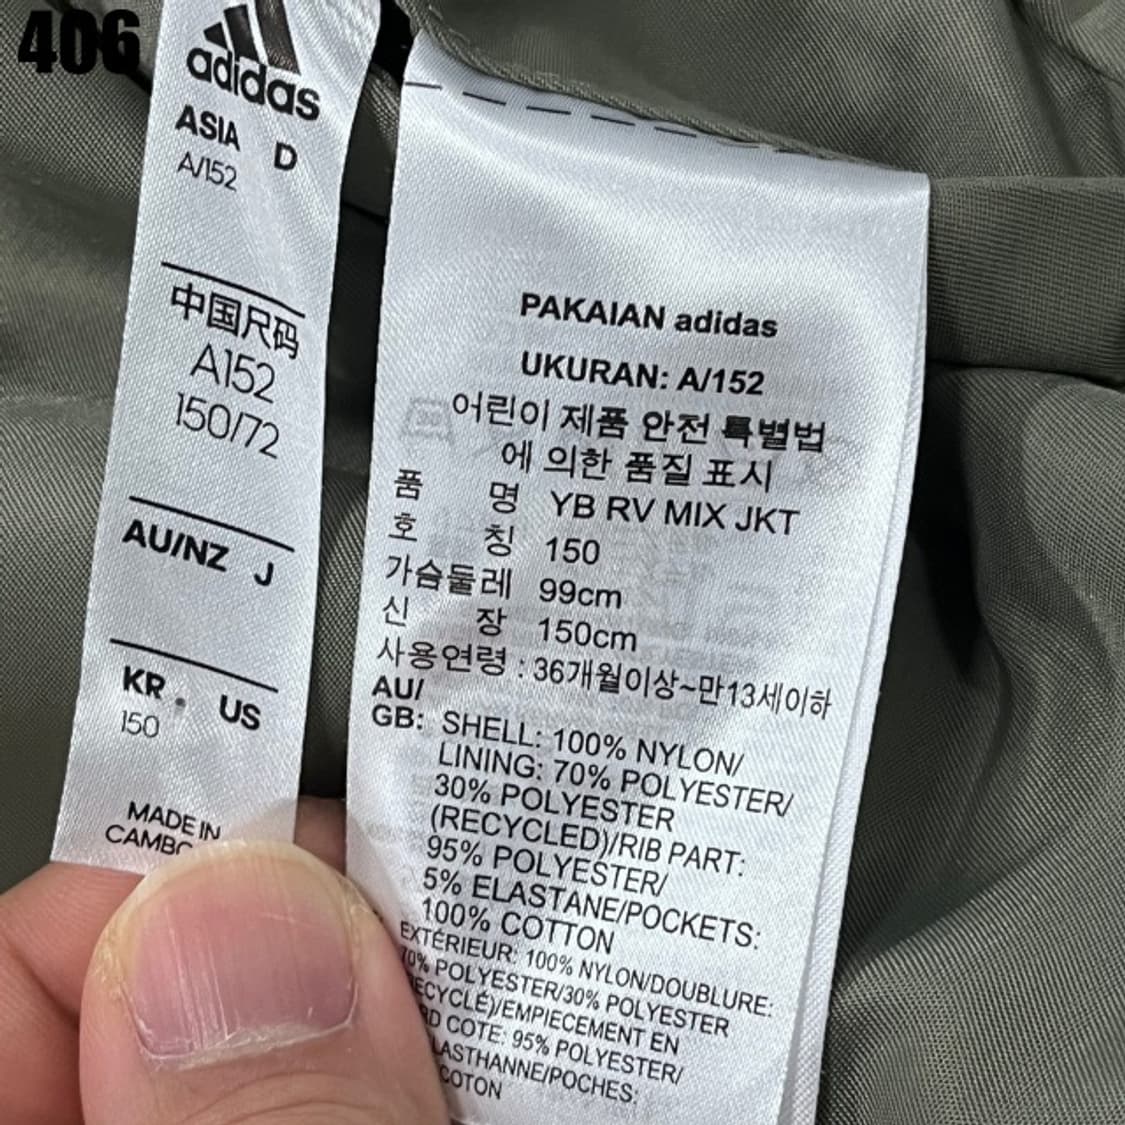 406
adidas
ASIA D
A/152
中国尺码
A152
150/72
AU/NZ J
KR US
150
MADE IN
PAKAIAN adidas
UKURAN: A/152
어린이 제품 안전 특별법
에 의한 품질 표시
품 명 YB RV MIX JKT
호 칭 150
가슴둘레 99cm
신 장 150cm
사용연령 : 36개월이상~만13세이하
AU/
GB: SHELL: 100% NYLON/
LINING: 70% POLYESTER/
30% POLYESTER
(RECYCLED)/RIB PART:
95% POLYESTER/
5% ELASTANE/POCKETS:
100% COTTON
EXTÉRIEUR: 100% NYLON/DOUBLURE:
70% POLYESTER/30% POLYESTER
/EMPIECEMENT EN
COTE: 95% POLYESTER/
/POCHES: